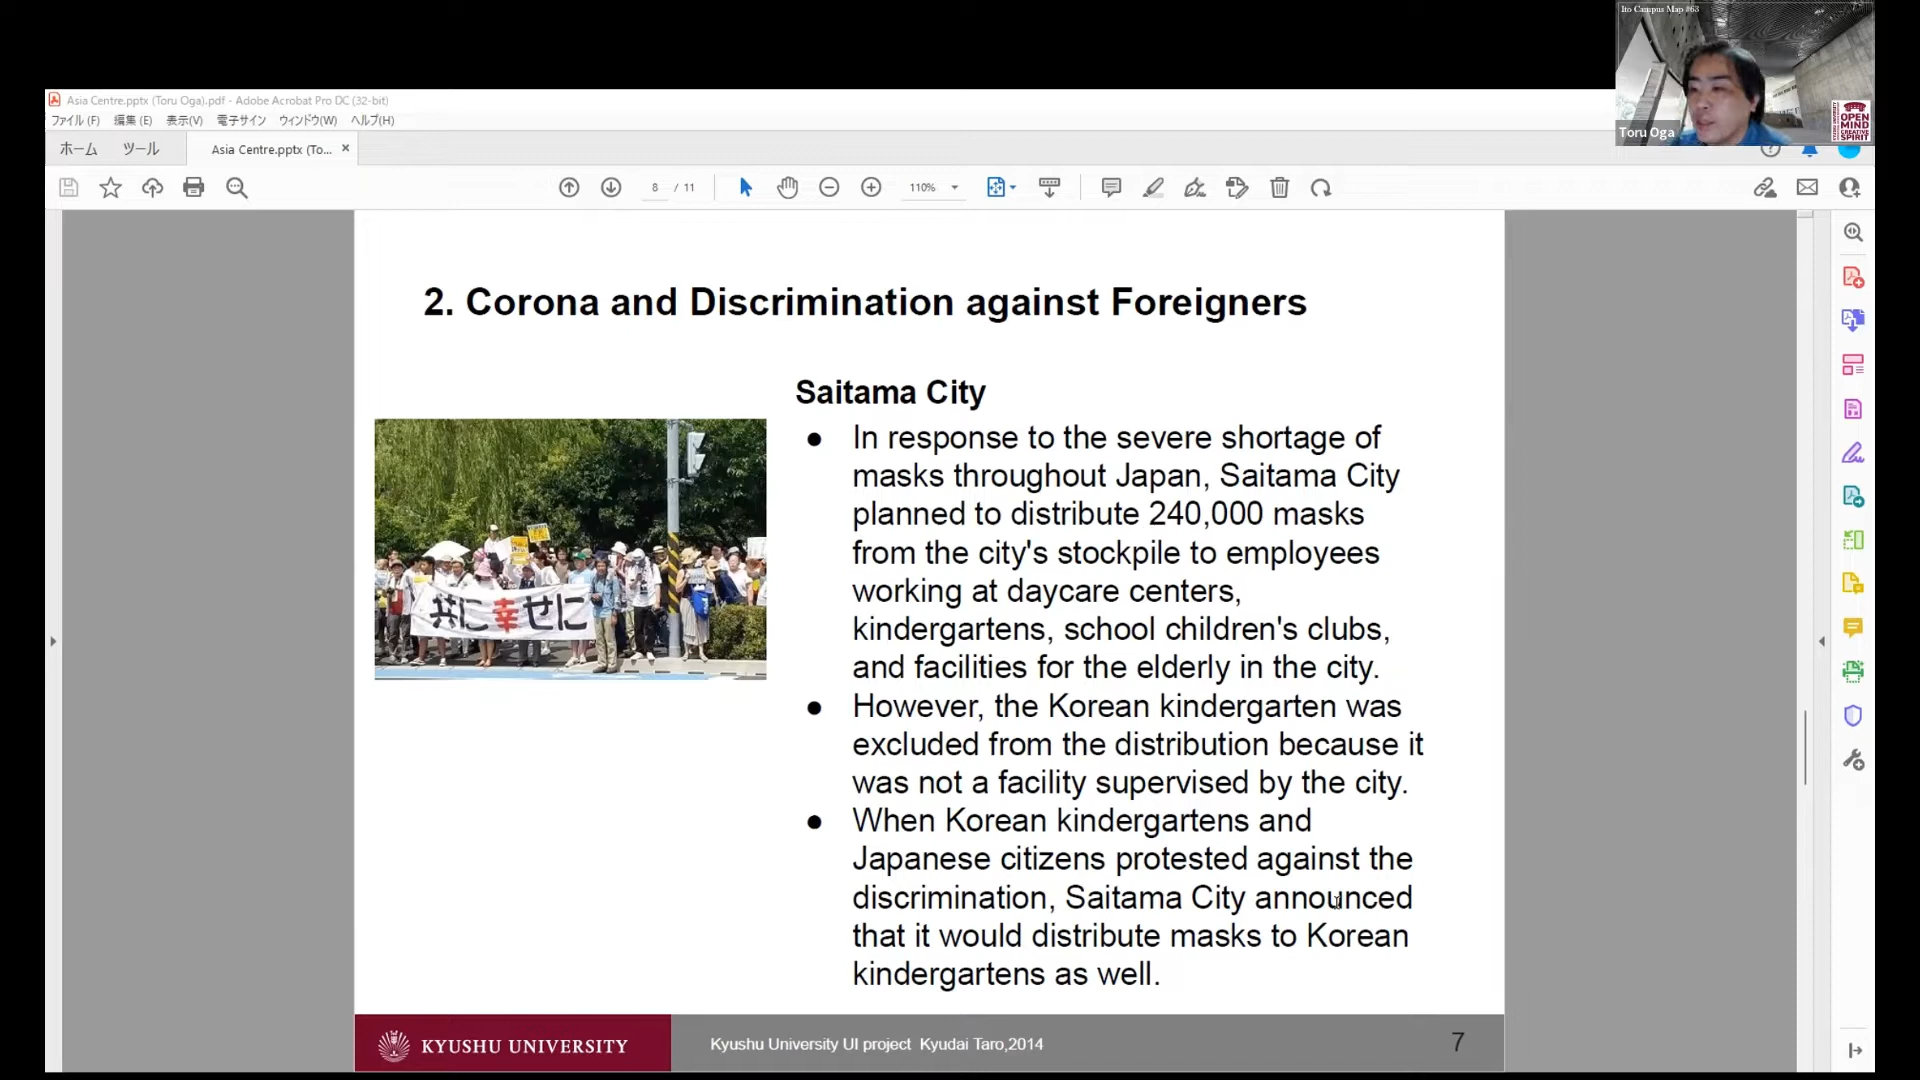 Ito Campus Map #63
OPEN
MIND
CREATIVE
SPIRIT
Toru Oga
Asia Centre.pptx (Toru Oga).pdf - Adobe Acrobat Pro DC (32-bit)
ファイル(F) 編集(E) 表示(V) 電子サイン ウィンドウ(W) ヘルプ(H)
ホーム ツール Asia Centre.pptx (To...
8 / 11 110%
2. Corona and Discrimination against Foreigners
共に幸せに
Saitama City
● In response to the severe shortage of
masks throughout Japan, Saitama City
planned to distribute 240,000 masks
from the city's stockpile to employees
working at daycare centers,
kindergartens, school children's clubs,
and facilities for the elderly in the city.
● However, the Korean kindergarten was
excluded from the distribution because it
was not a facility supervised by the city.
● When Korean kindergartens and
Japanese citizens protested against the
discrimination, Saitama City announced
that it would distribute masks to Korean
kindergartens as well.
KYUSHU UNIVERSITY
Kyushu University UI project Kyudai Taro,2014
7